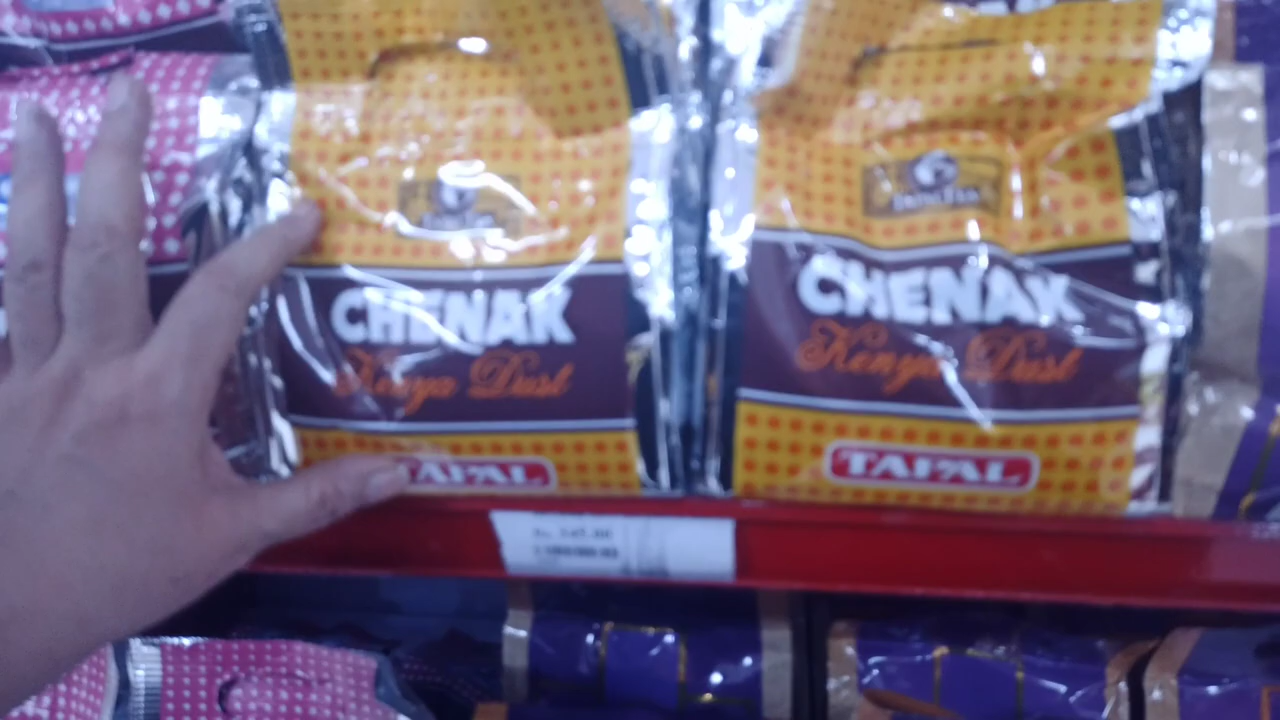 CHENAK
Kenya Dust
TAPAL
CHENAK
Kenya Dust
TAPAL